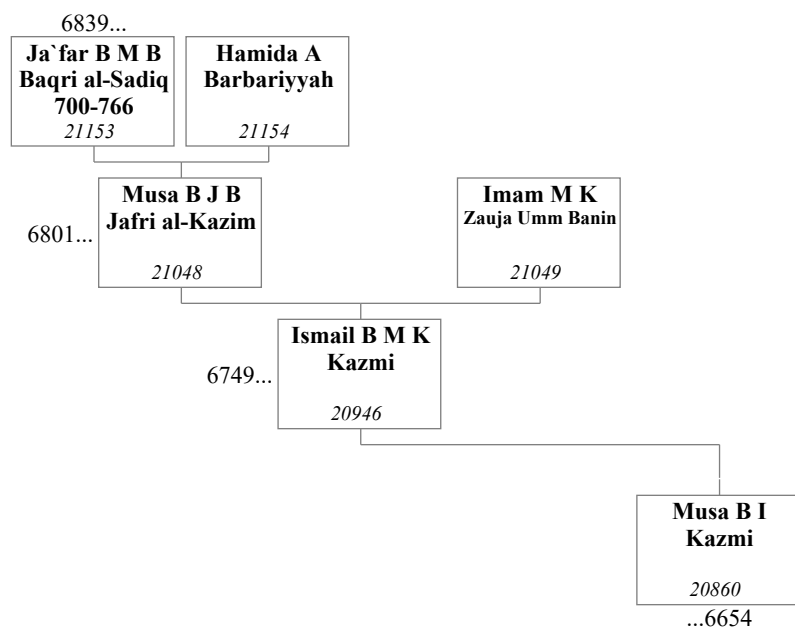 6839...
Ja`far B M B
Baqri al-Sadiq
700-766
21153
Hamida A
Barbariyyah
21154
6801...
Musa B J B
Jafri al-Kazim
21048
Imam M K
Zauja Umm Banin
21049
6749...
Ismail B M K
Kazmi
20946
Musa B I
Kazmi
20860
...6654